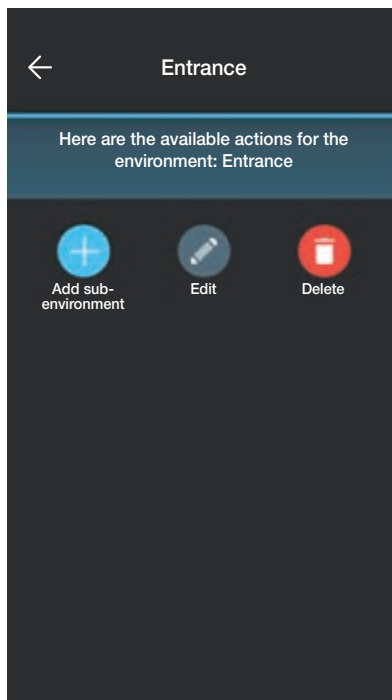 Entrance
Here are the available actions for the
environment: Entrance
Add sub-
environment
Edit
Delete